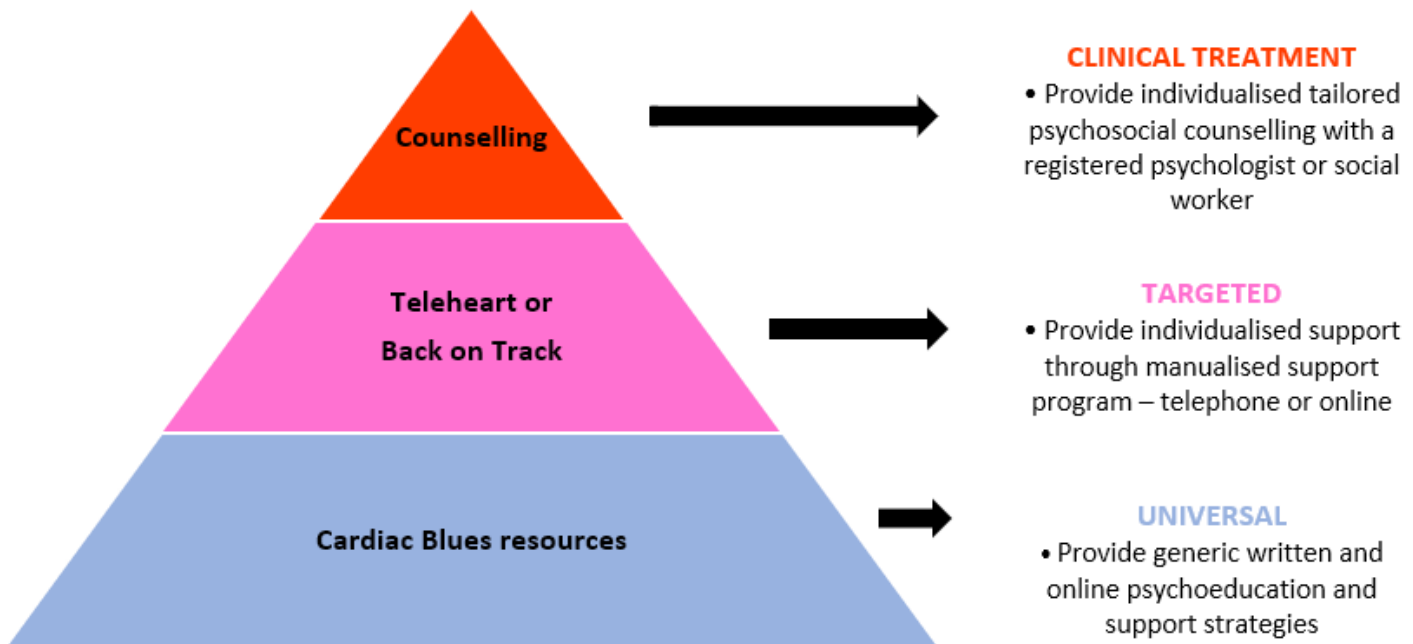 Counselling
CLINICAL TREATMENT
• Provide individualised tailored
psychosocial counselling with a
registered psychologist or social
worker
Teleheart or
Back on Track
TARGETED
• Provide individualised support
through manualised support
program – telephone or online
Cardiac Blues resources
UNIVERSAL
• Provide generic written and
online psychoeducation and
support strategies